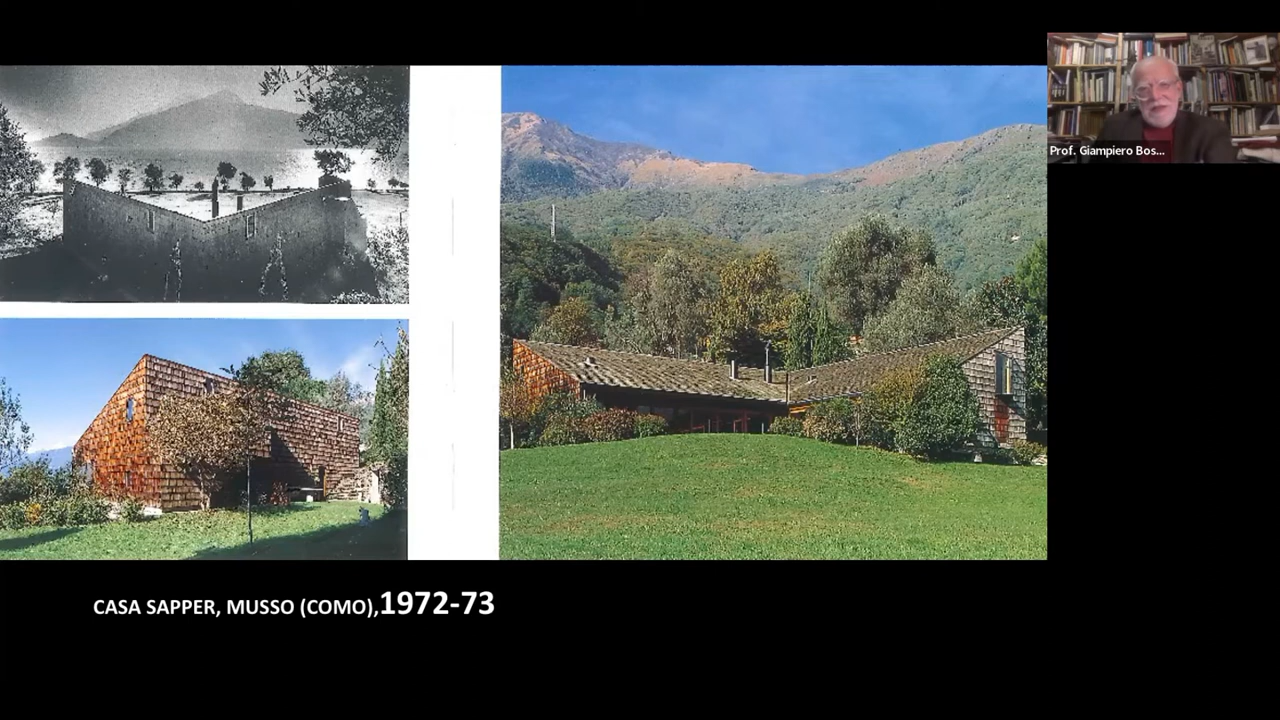 Prof. Giampiero Bos...
CASA SAPPER, MUSSO (COMO),1972-73